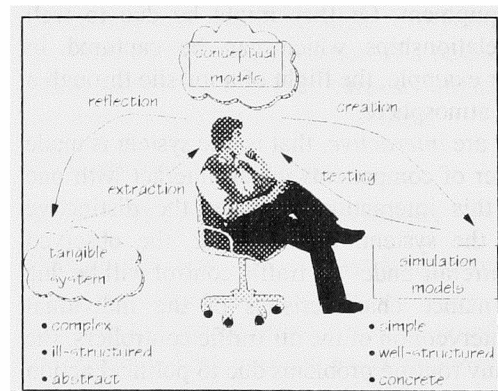 conceptual
models
reflection
creation
extraction
testing
tangible
system
simulation
models
• complex
• ill-structured
• abstract
• simple
• well-structured
• concrete